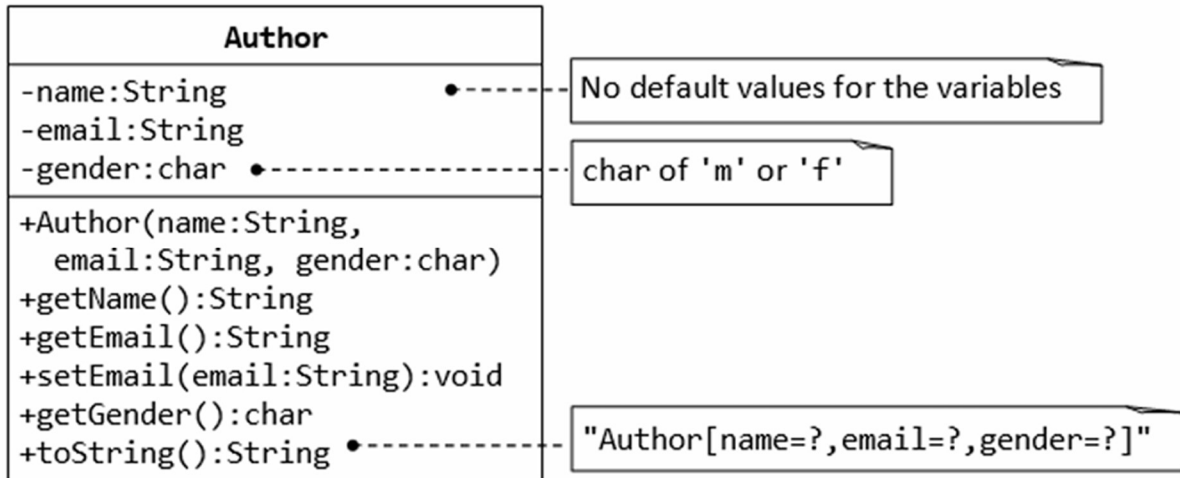 Author
-name:String
No default values for the variables
-email:String
-gender:char
char of 'm' or 'f'
+Author(name:String,
email:String, gender:char)
+getName():String
+getEmail():String
+setEmail(email:String):void
+getGender():char
+toString():String
"Author[name=?,email=?,gender=?]"